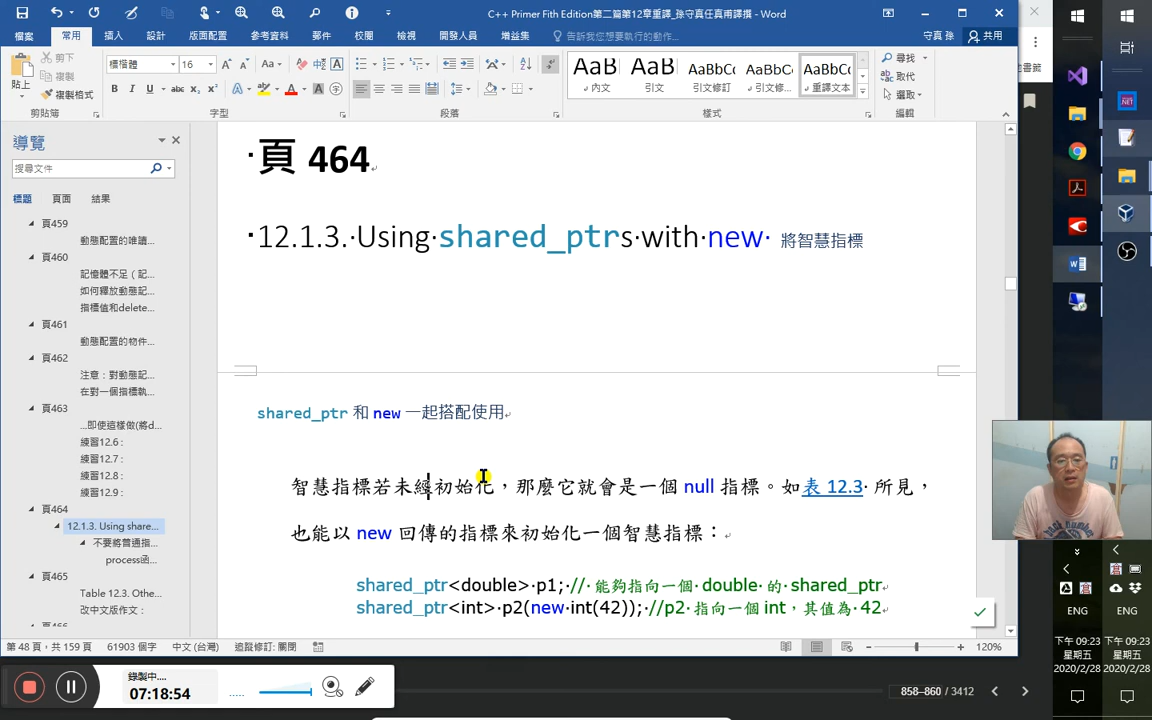 C++ Primer Fith Edition第二篇第12章重譯_孫守真任真甫譯撰 - Word
檔案 常用 插入 設計 版面配置 參考資料 郵件 校閱 檢視 開發人員 增益集 告訴我您想要執行的動作... 守真 孫 共用
貼上 剪下 複製 複製格式
標楷體 16
AaB AaB AaBbC AaBbC AaBbC
內文 內文 引文修訂 引文修... 重譯文本
尋找 取代 選取
剪貼簿 字型 段落 樣式 編輯
導覽
搜尋文件
標題 頁面 結果
頁459
動態配置的唯讀...
頁460
記憶體不足（記...
如何釋放動態記...
指標值和delete...
頁461
動態配置的物件...
頁462
注意：對動態記...
在對一個指標執...
頁463
...即使這樣做(將d...
練習12.6：
練習12.7：
練習12.8：
練習12.9：
頁464
12.1.3. Using share...
不要將普通指...
process函...
頁465
Table 12.3. Othe...
改中文版作文：
頁 464
12.1.3. Using shared_ptrs with new 將智慧指標
shared_ptr 和 new 一起搭配使用
智慧指標若未經初始化，那麼它就會是一個 null 指標。如表 12.3 所見，
也能以 new 回傳的指標來初始化一個智慧指標：
shared_ptr<double> p1; // 能夠指向一個 double 的 shared_ptr
shared_ptr<int> p2(new int(42)); //p2 指向一個 int，其值為 42
第 48 頁，共 159 頁 61903 個字 中文 (台灣) 追蹤修訂: 關閉 120%
錄製中...
07:18:54
858–860 / 3412
ENG ENG
下午 09:23 下午 09:23
星期五 星期五
2020/2/28 2020/2/28